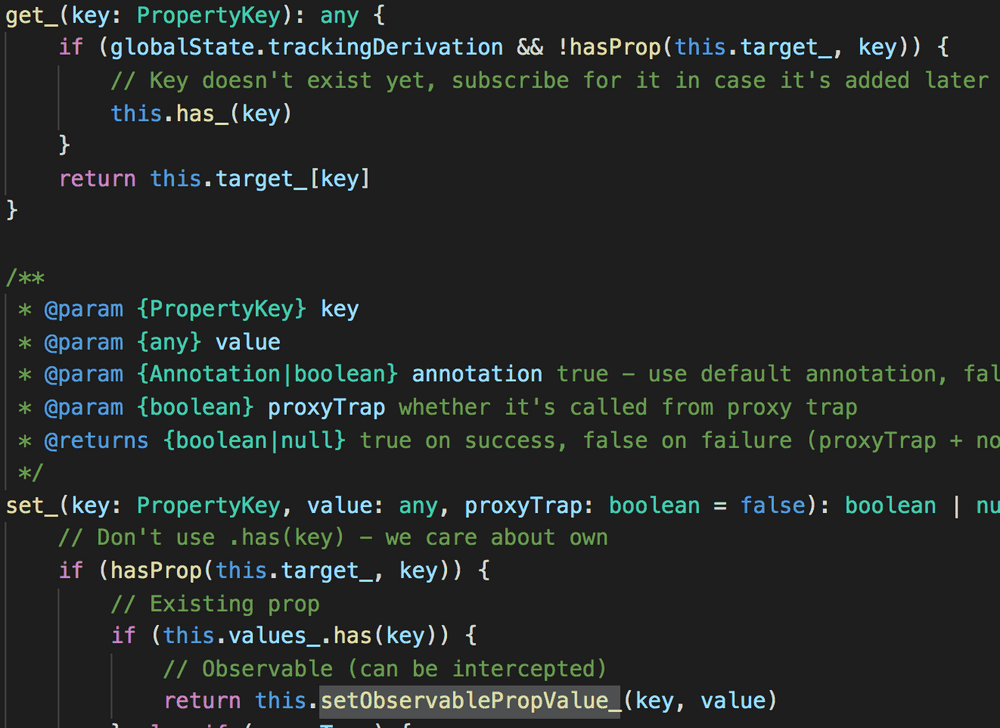 get_(key: PropertyKey): any {
if (globalState.trackingDerivation && !hasProp(this.target_, key)) {
// Key doesn't exist yet, subscribe for it in case it's added later
this.has_(key)
}
return this.target_[key]
}
/**
* @param {PropertyKey} key
* @param {any} value
* @param {Annotation|boolean} annotation true – use default annotation, fal
* @param {boolean} proxyTrap whether it's called from proxy trap
* @returns {boolean|null} true on success, false on failure (proxyTrap + no
*/
set_(key: PropertyKey, value: any, proxyTrap: boolean = false): boolean | nu
// Don't use .has(key) – we care about own
if (hasProp(this.target_, key)) {
// Existing prop
if (this.values_.has(key)) {
// Observable (can be intercepted)
return this.setObservablePropValue_(key, value)